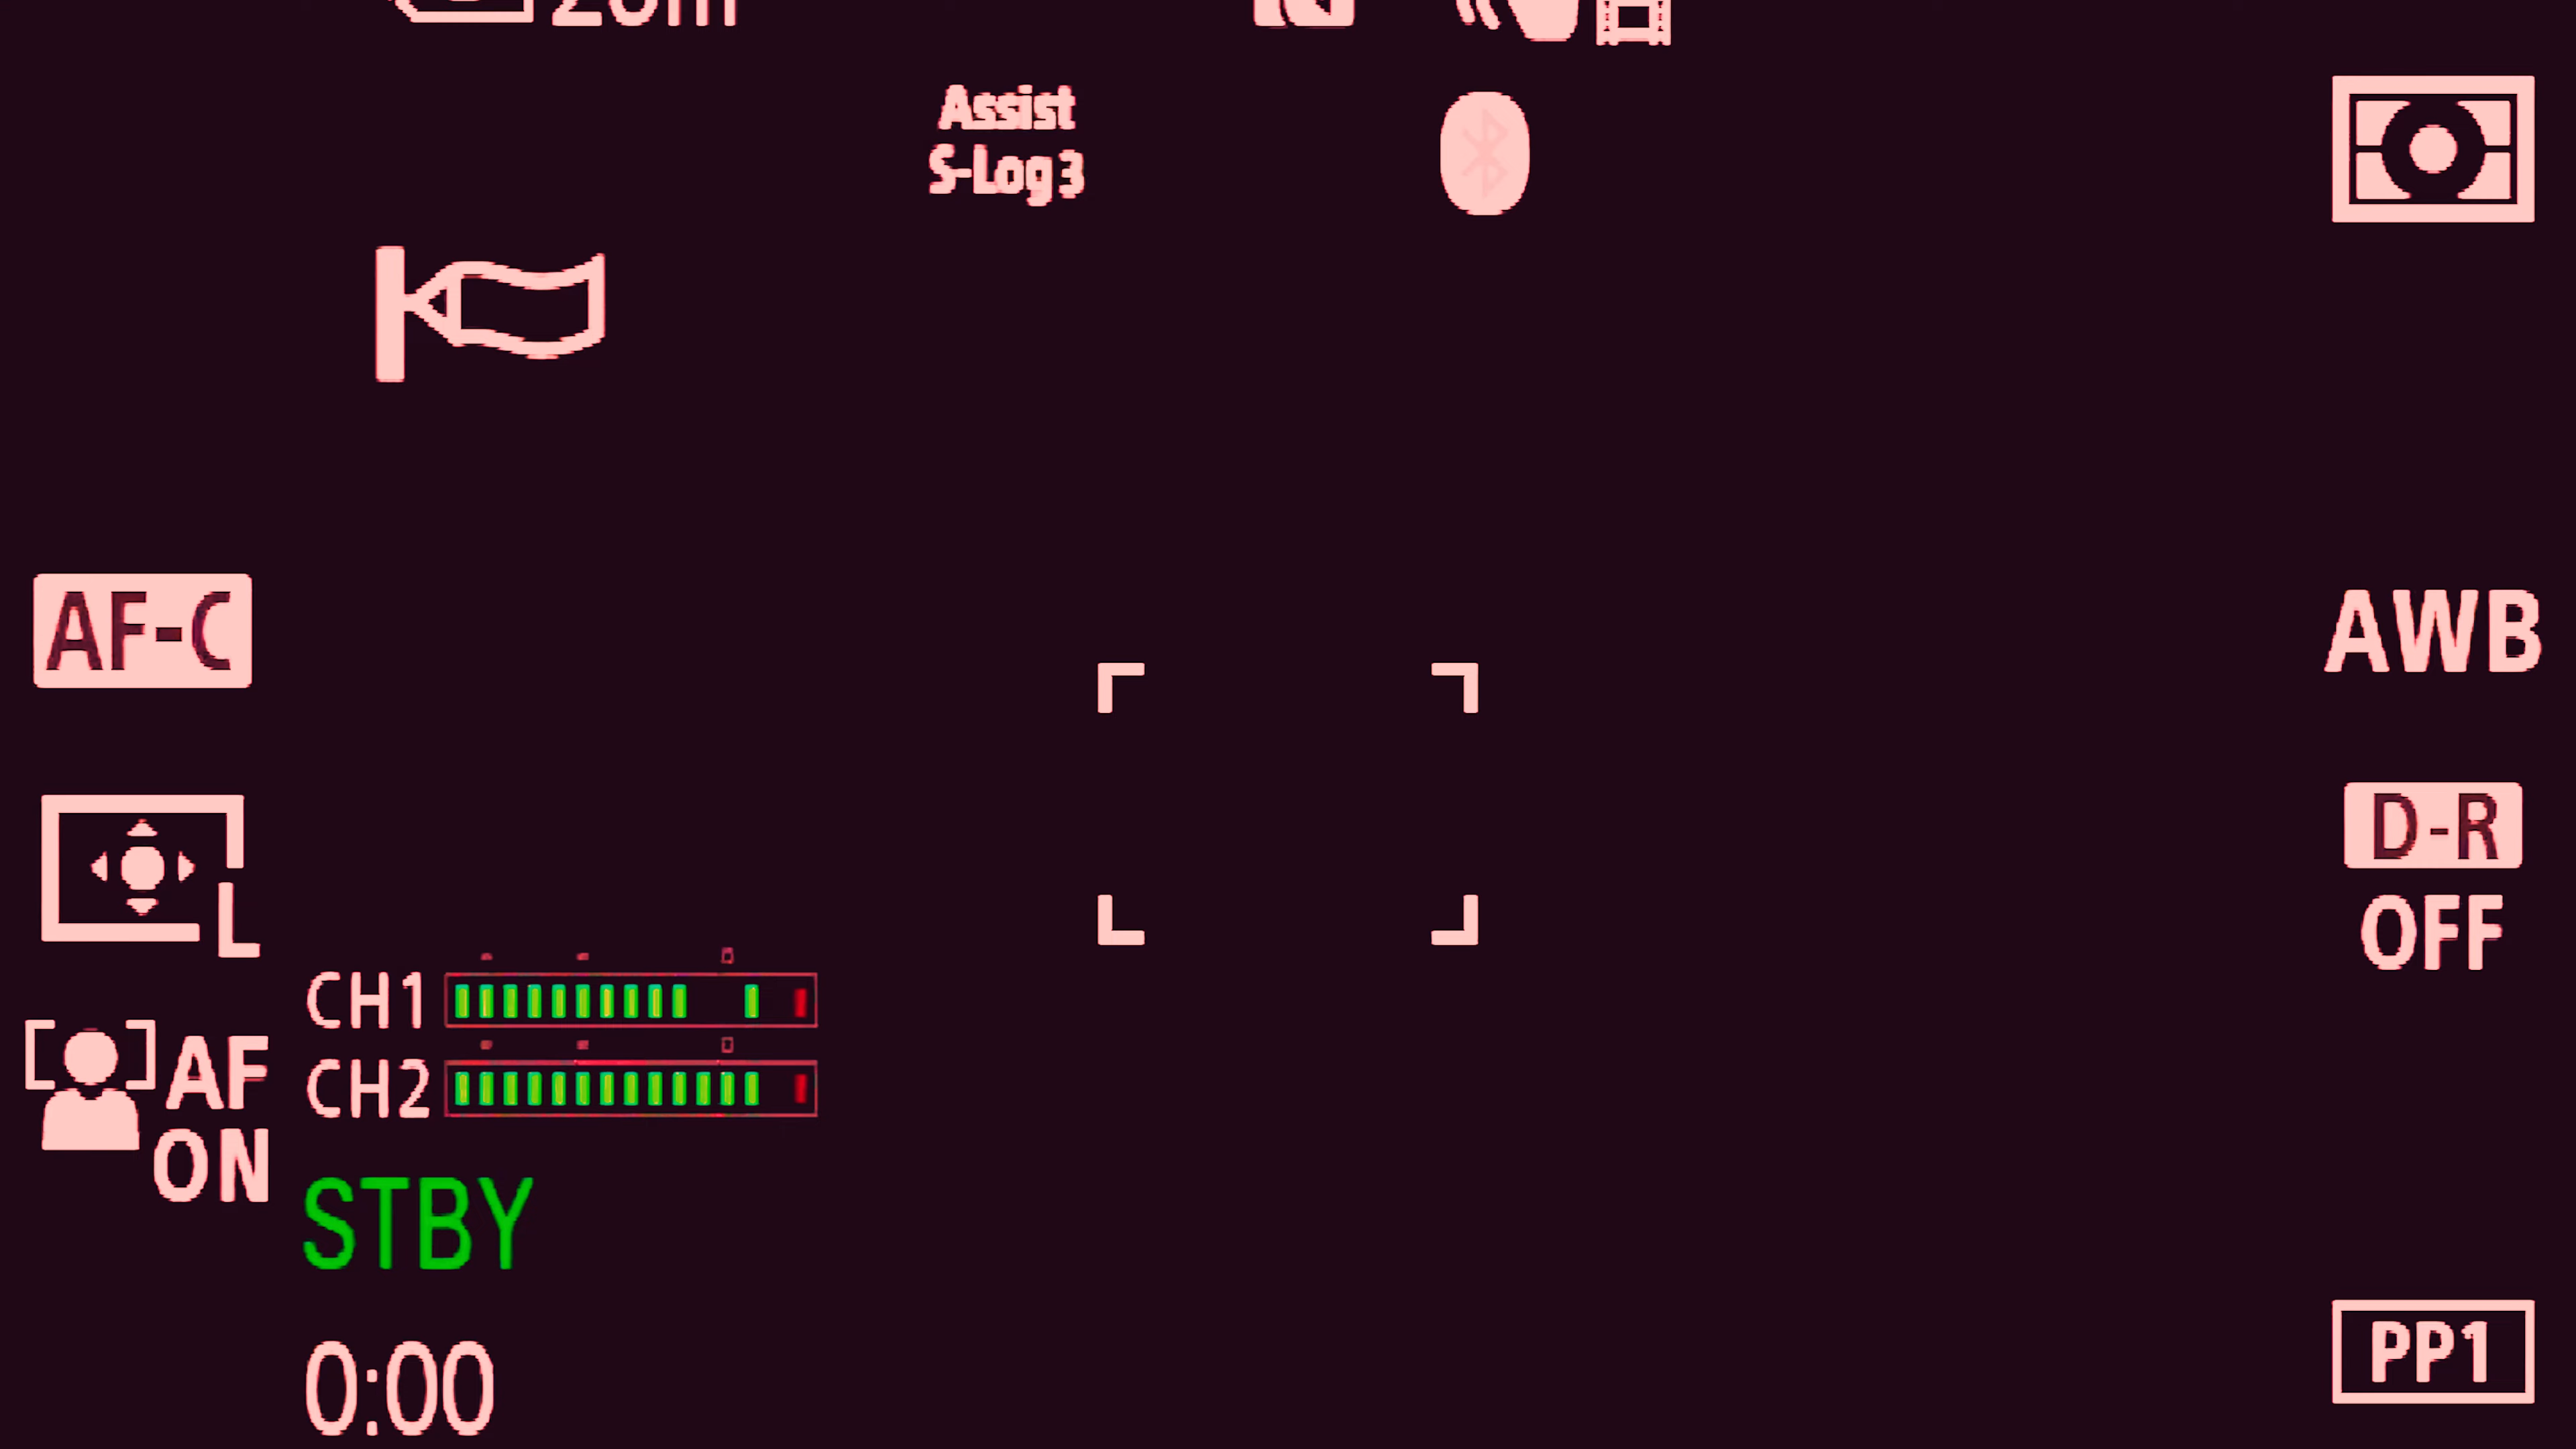 Assist
S-Log3
AF-C
AWB
D-R
OFF
L
CH1
CH2
AF
ON
STBY
0:00
PP1